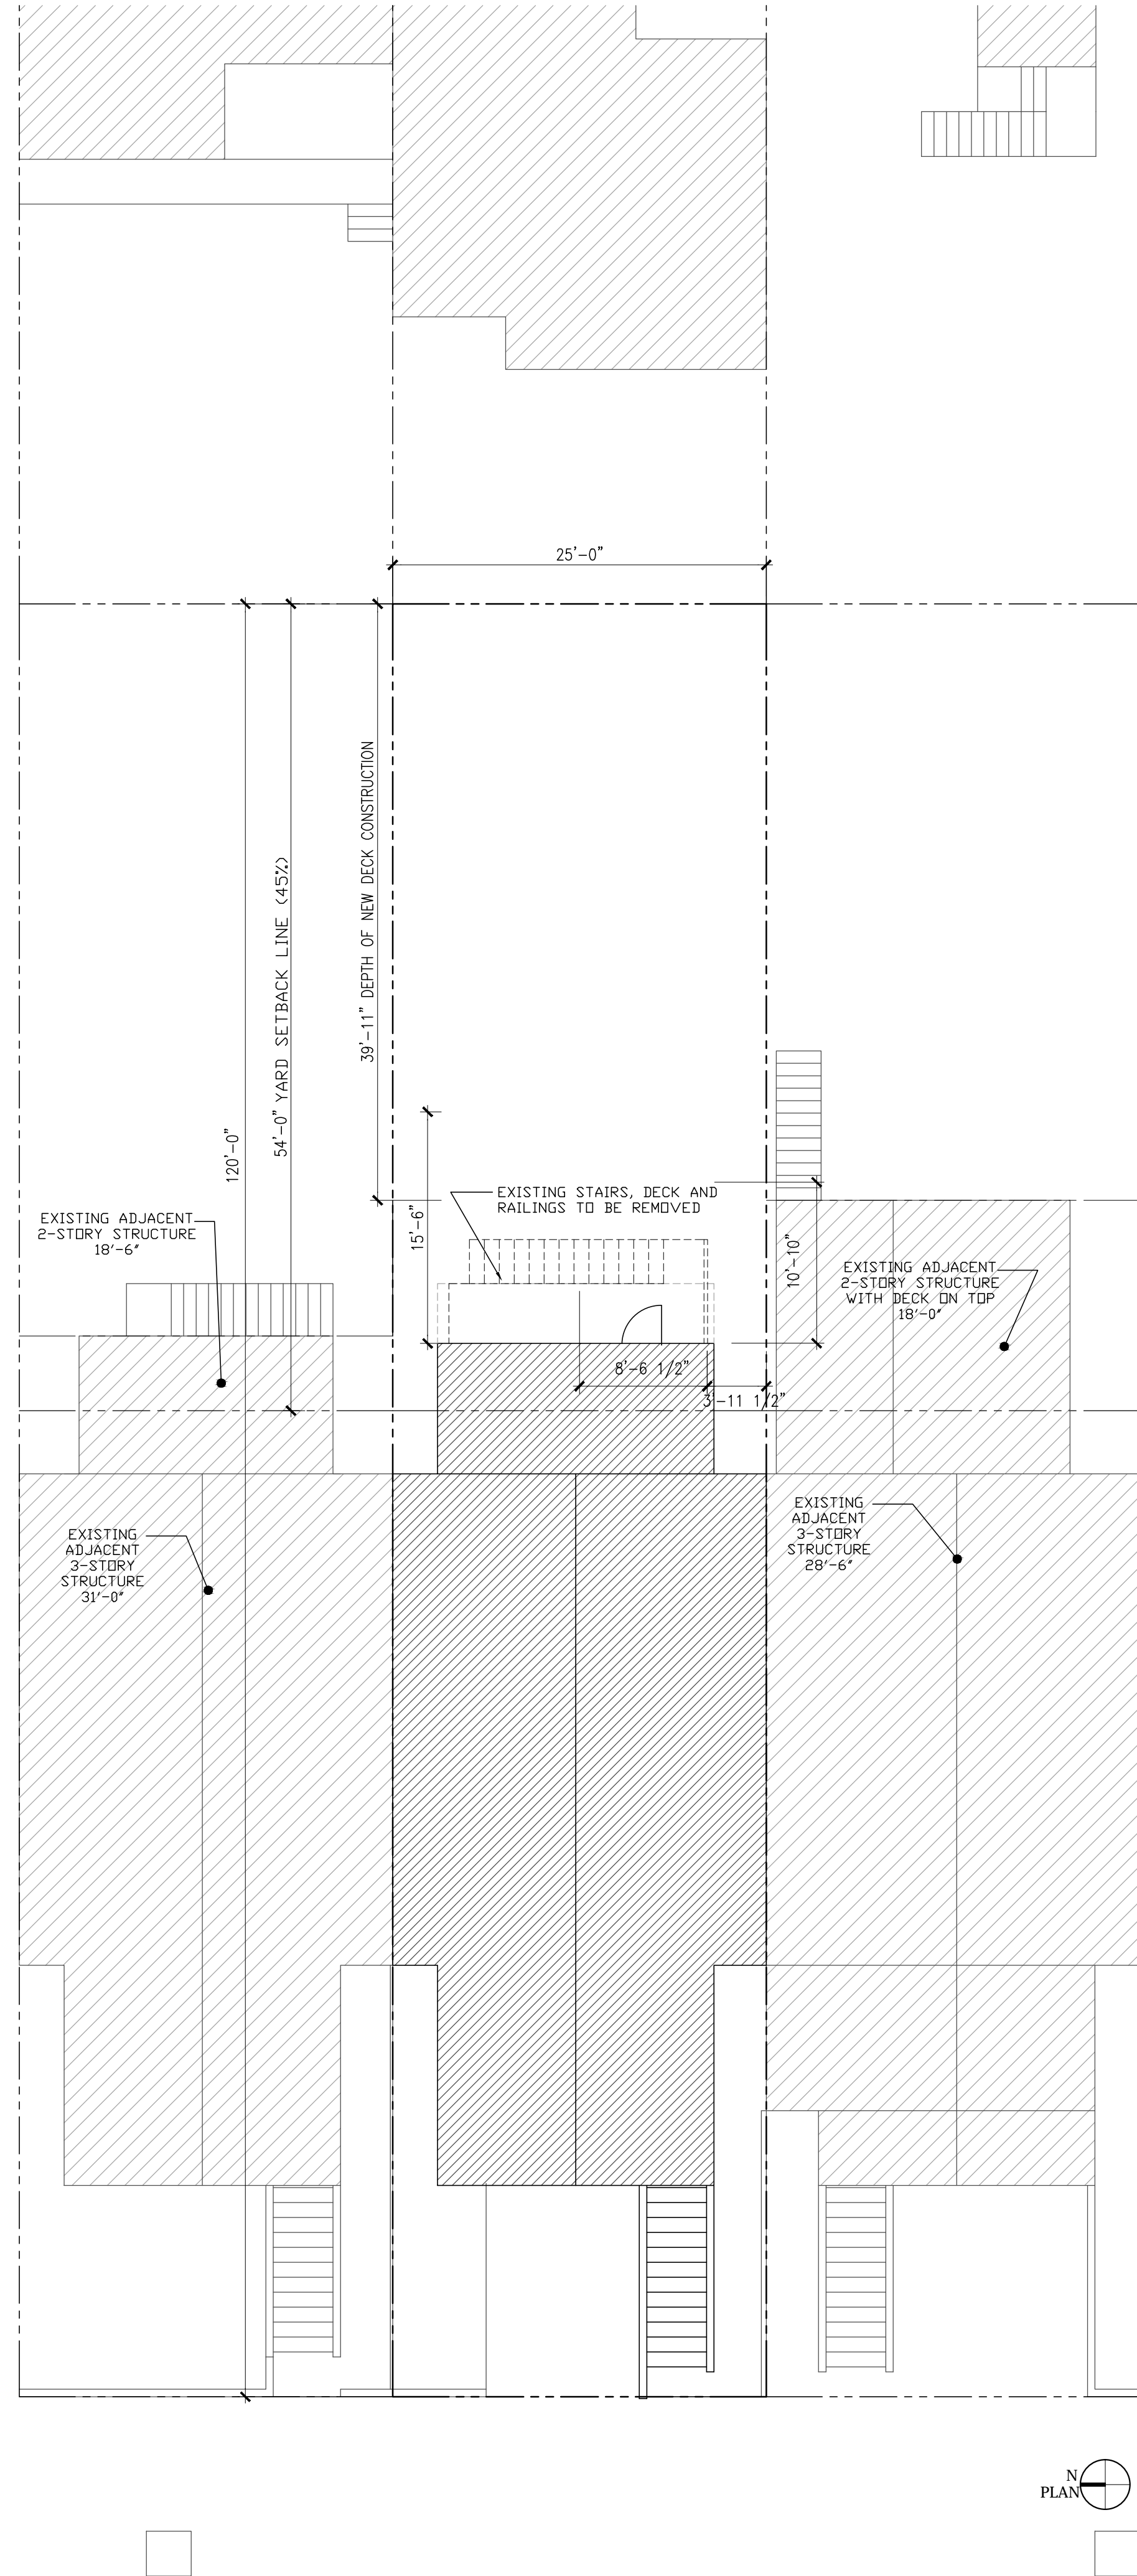 25'-0"
39'-11" DEPTH OF NEW DECK CONSTRUCTION
54'-0" YARD SETBACK LINE (45%)
120'-0"
EXISTING STAIRS, DECK AND
RAILINGS TO BE REMOVED
15'-6"
EXISTING ADJACENT
2-STORY STRUCTURE
18'-6"
10'-10"
EXISTING ADJACENT
2-STORY STRUCTURE
WITH DECK ON TOP
18'-0"
8'-6 1/2"
3'-11 1/2"
EXISTING
ADJACENT
3-STORY
STRUCTURE
28'-6"
EXISTING
ADJACENT
3-STORY
STRUCTURE
31'-0"
N
PLAN